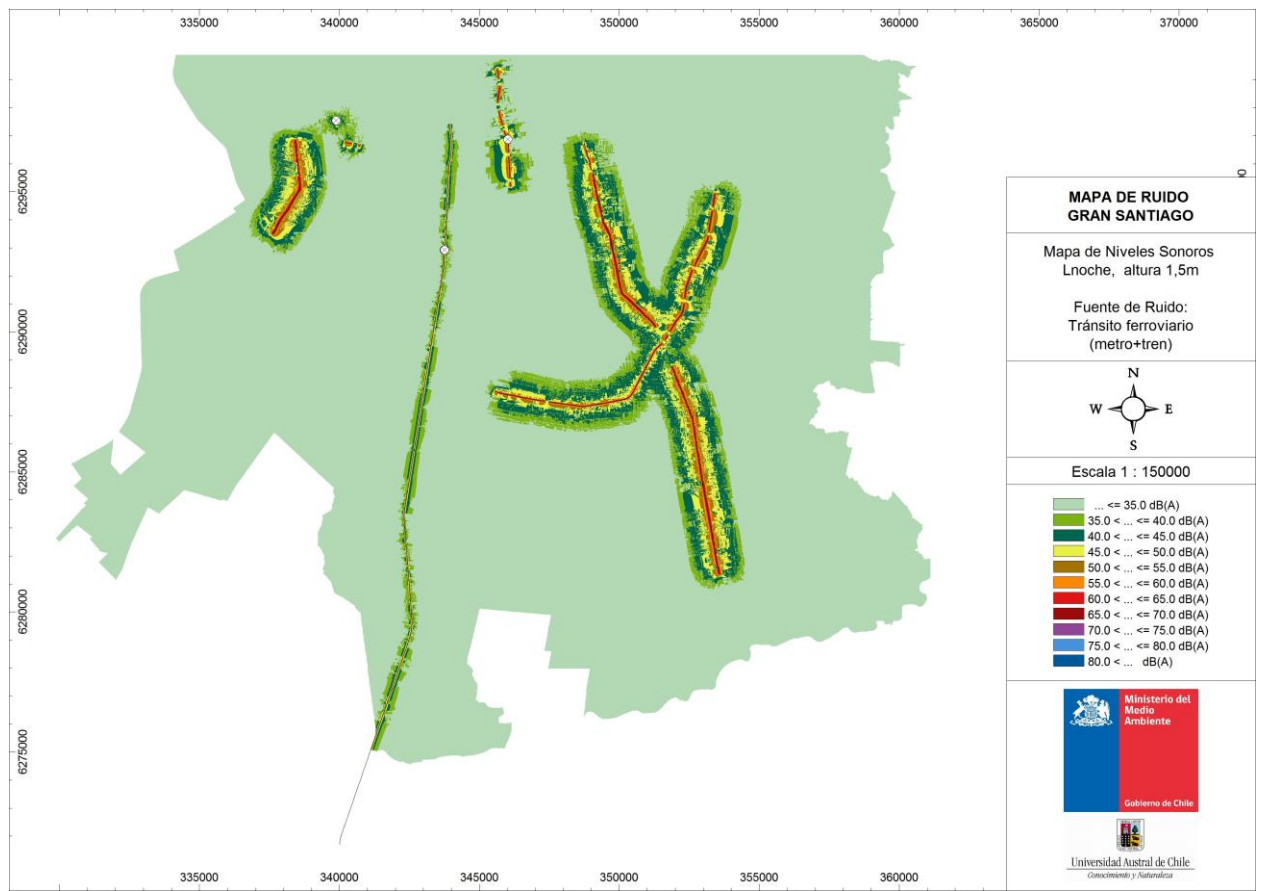 335000 340000 345000 350000 355000 360000 365000 370000
6295000
6290000
6285000
6280000
6275000
MAPA DE RUIDO
GRAN SANTIAGO
Mapa de Niveles Sonoros
Lnoche, altura 1,5m
Fuente de Ruido:
Tránsito ferroviario
(metro+tren)
N
W E
S
Escala 1 : 150000
... <= 35.0 dB(A)
35.0 < ... <= 40.0 dB(A)
40.0 < ... <= 45.0 dB(A)
45.0 < ... <= 50.0 dB(A)
50.0 < ... <= 55.0 dB(A)
55.0 < ... <= 60.0 dB(A)
60.0 < ... <= 65.0 dB(A)
65.0 < ... <= 70.0 dB(A)
70.0 < ... <= 75.0 dB(A)
75.0 < ... <= 80.0 dB(A)
80.0 < ... dB(A)
Ministerio del
Medio
Ambiente
Gobierno de Chile
Universidad Austral de Chile
Conocimiento y Naturaleza
335000 340000 345000 350000 355000 360000